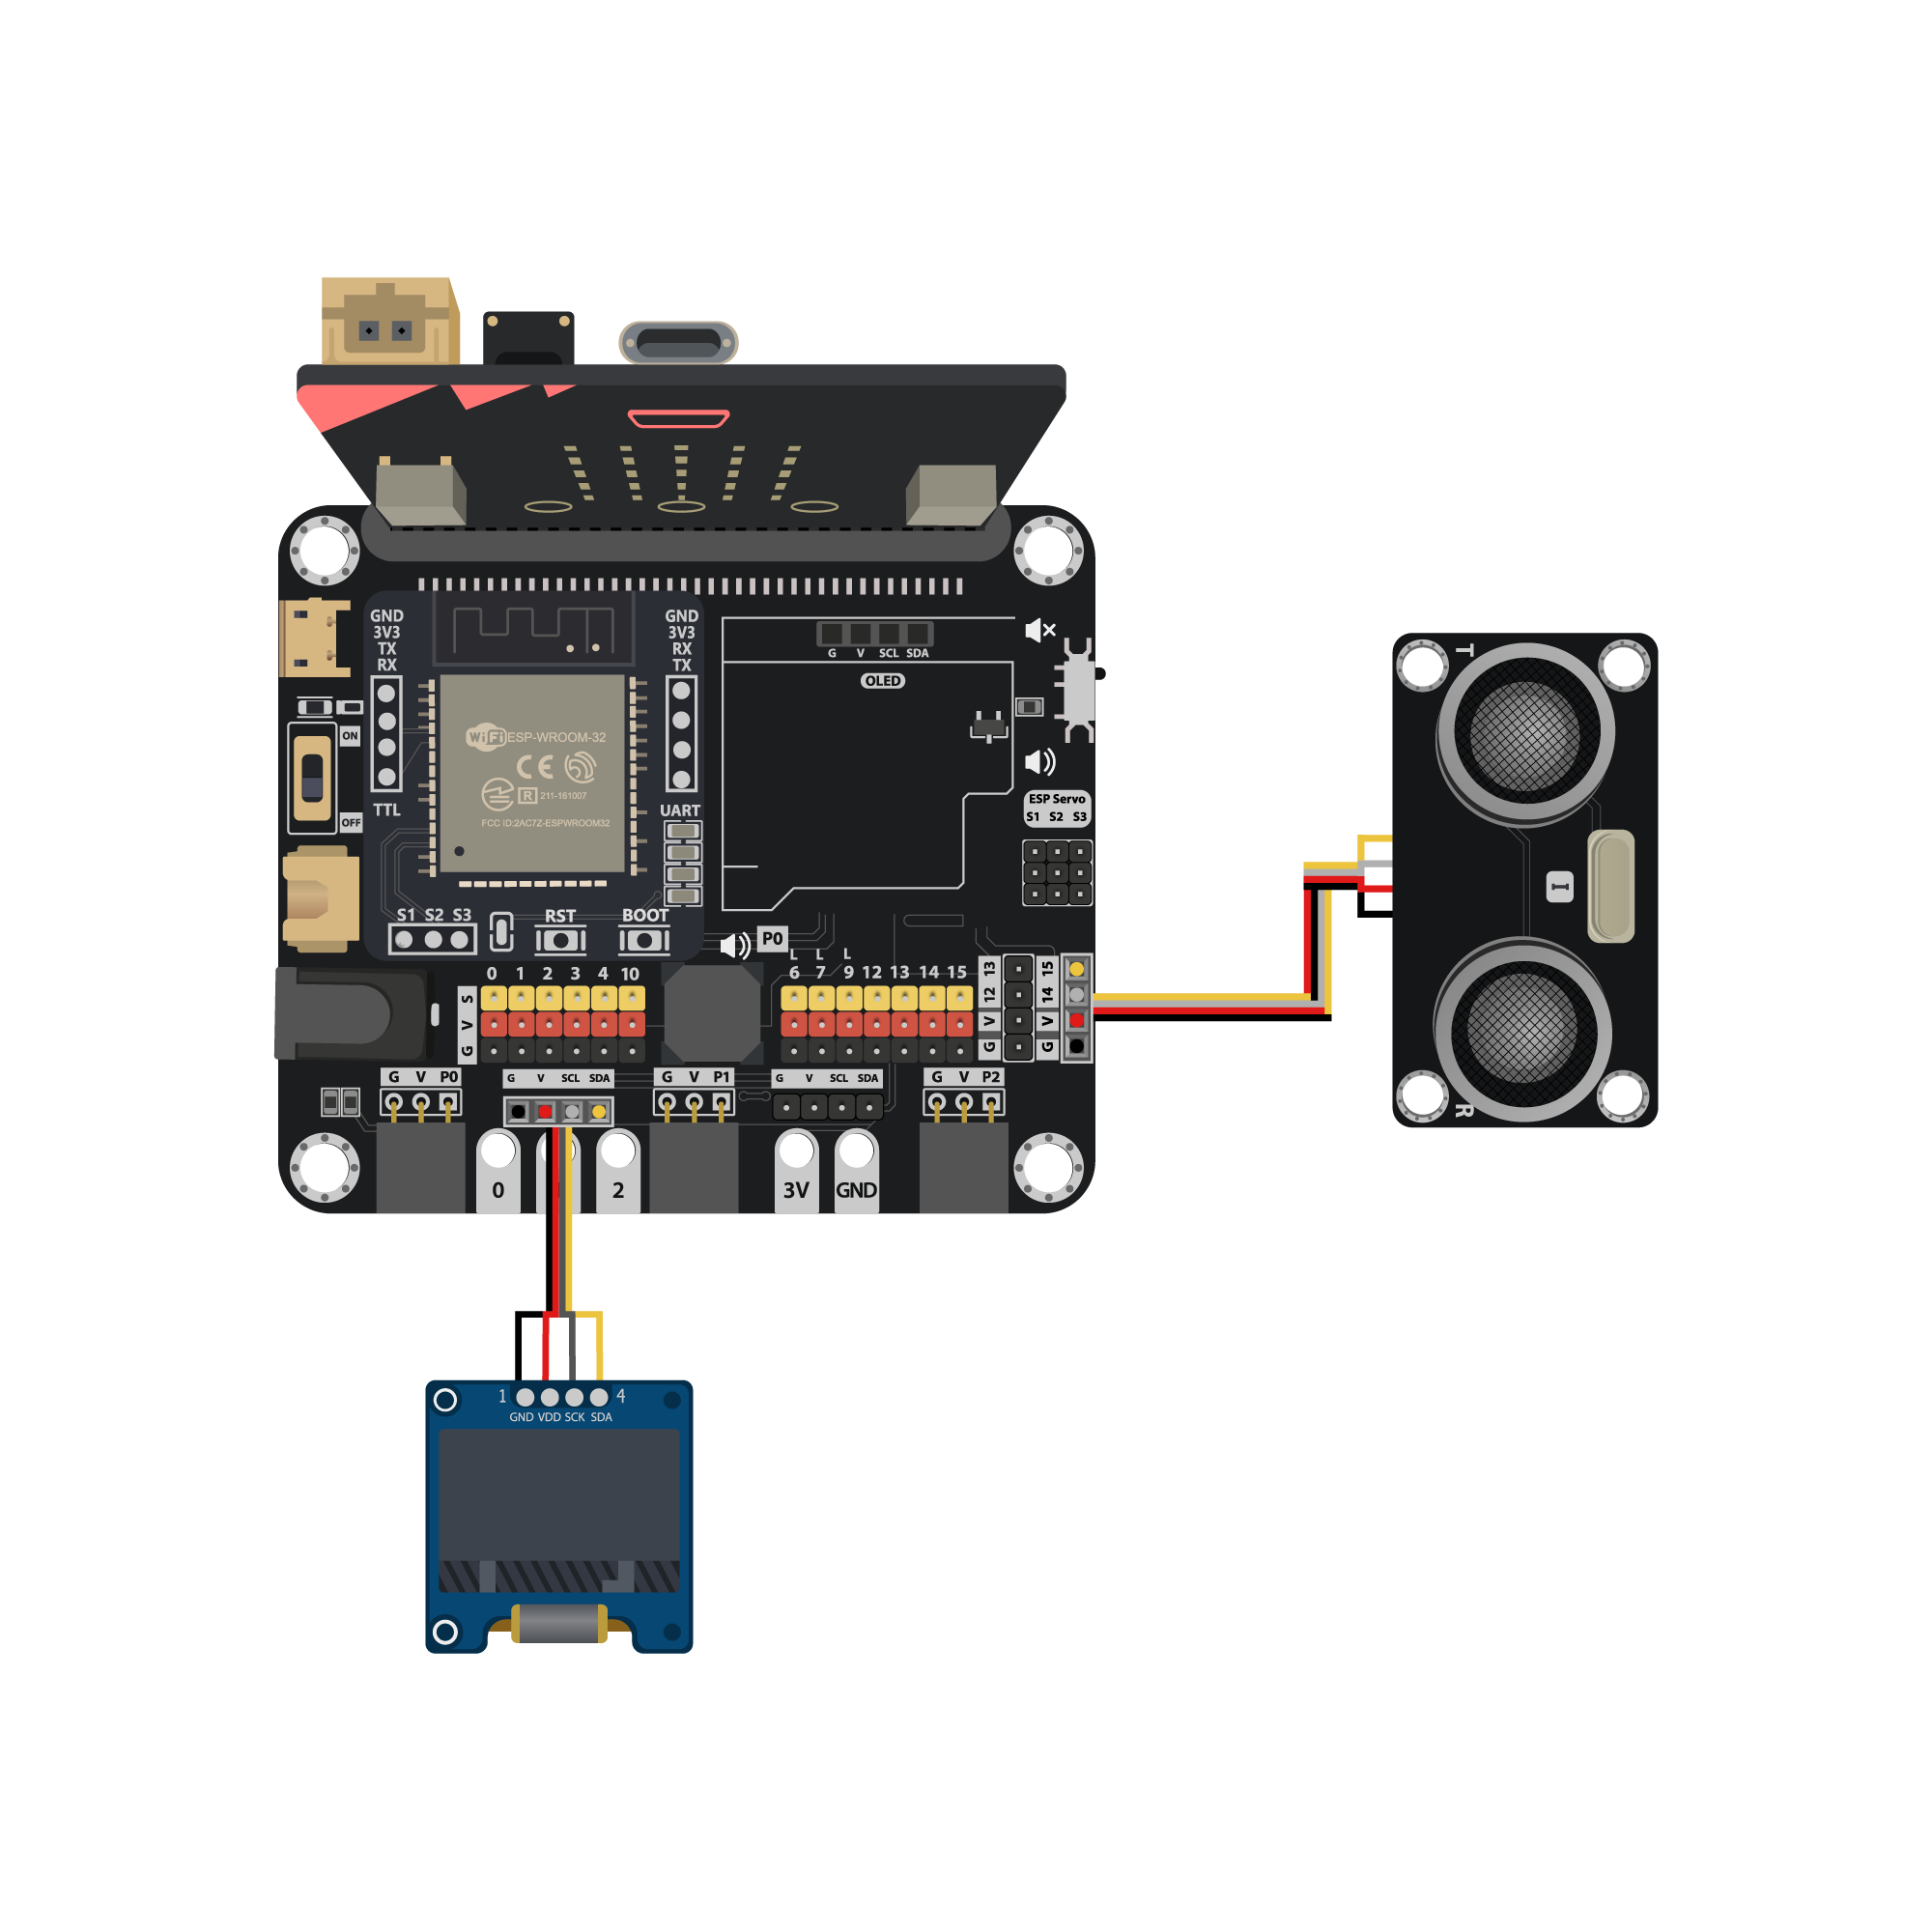 GND
3V3
TX
RX
TTL
GND
3V3
RX
TX
UART
WiFi ESP-WROOM-32
CE
R 211-161007
FCC ID:2AC7Z-ESPWROOM32
ON
OFF
S1 S2 S3
RST
BOOT
G V SCL SDA
OLED
ESP Servo
S1 S2 S3
P0
L L L
0 1 2 3 4 10
6 7 9 12 13 14 15
S
V
G
13
12
V
G
15
14
V
G
G V P0
G V SCL SDA
G V P1
G V SCL SDA
G V P2
0
2
3V
GND
T
I
R
1 4
GND VDD SCK SDA